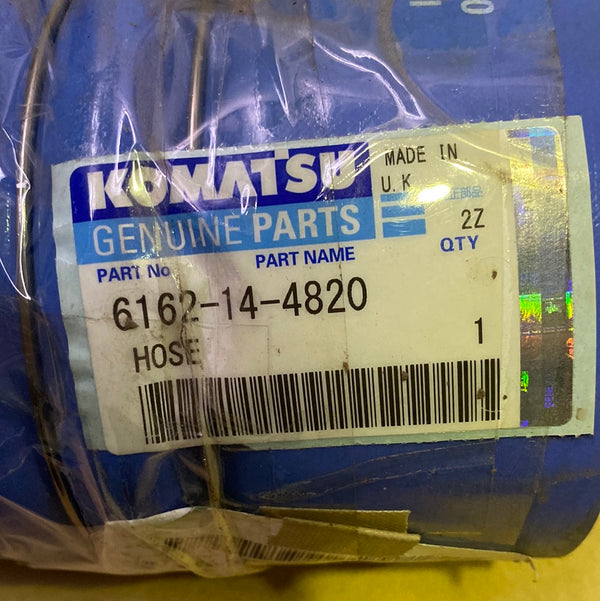 KOMATSU
MADE IN
U.K
GENUINE PARTS
正部品
2Z
PART No
PART NAME
QTY
6162-14-4820
HOSE
1